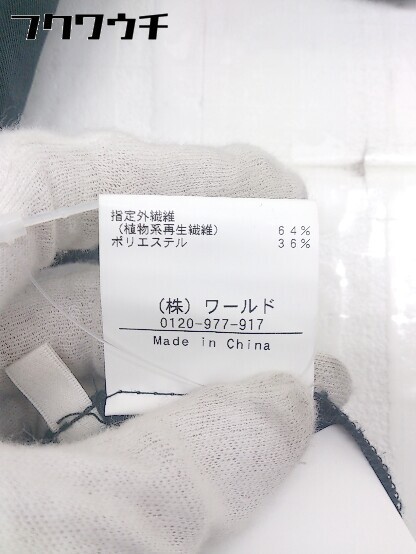 フクワウチ
指定外繊維
（植物系再生繊維） 64%
ポリエステル 36%
（株）ワールド
0120-977-917
Made in China